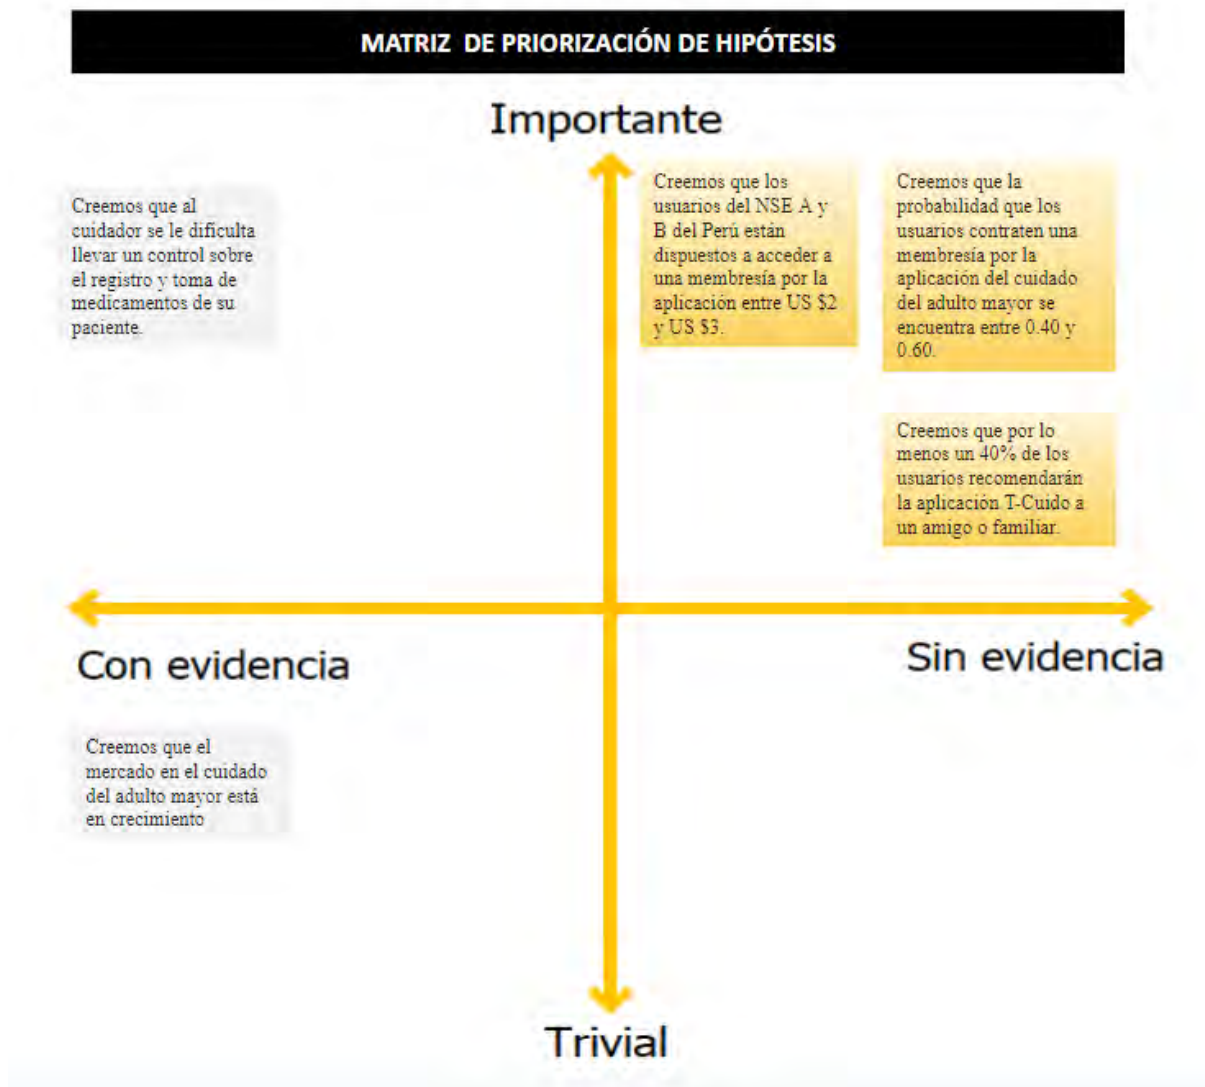 MATRIZ DE PRIORIZACIÓN DE HIPÓTESIS
Importante
Creemos que al
cuidador se le dificulta
llevar un control sobre
el registro y toma de
medicamentos de su
paciente.
Creemos que los
usuarios del NSE A y
B del Perú están
dispuestos a acceder a
una membresía por la
aplicación entre US $2
y US $3.
Creemos que la
probabilidad que los
usuarios contraten una
membresía por la
aplicación del cuidado
del adulto mayor se
encuentra entre 0.40 y
0.60.
Creemos que por lo
menos un 40% de los
usuarios recomendarán
la aplicación T-Cuido a
un amigo o familiar.
Con evidencia
Sin evidencia
Creemos que el
mercado en el cuidado
del adulto mayor está
en crecimiento
Trivial